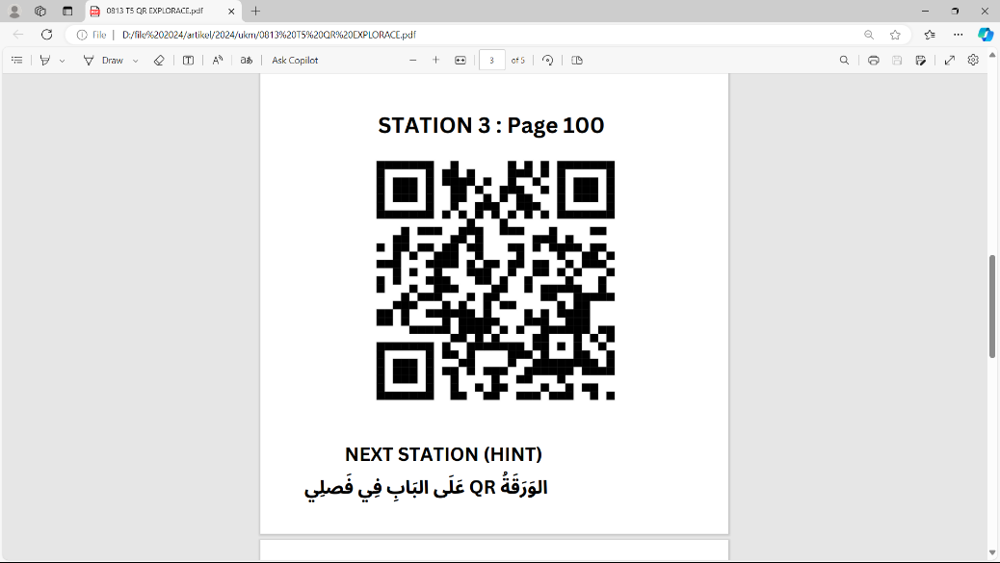 0813 T5 QR EXPLORACE.pdf
File | D:/file%202024/artikel/2024/ukm/0813%20T5%20QR%20EXPLORACE.pdf
Draw
Ask Copilot
3 of 5
STATION 3 : Page 100
NEXT STATION (HINT)
الوَرَقَةُ QR عَلَى البَابِ فِي فَصلِي